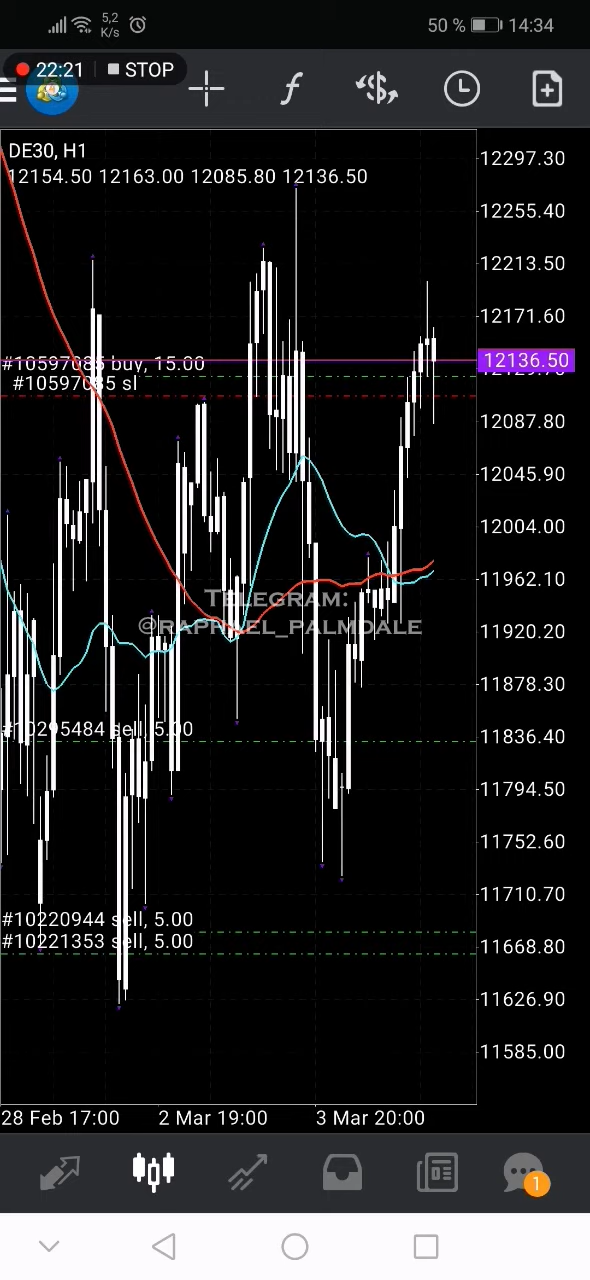 5,2
K/s
50 %
14:34
22:21
STOP
DE30, H1
12154.50 12163.00 12085.80 12136.50
12297.30
12255.40
12213.50
12171.60
#10597085 buy, 15.00
12136.50
#10597085 sl
12087.80
12045.90
12004.00
11962.10
TELEGRAM:
@RAPHAEL_PALMDALE
11920.20
11878.30
#10295484 sell, 5.00
11836.40
11794.50
11752.60
11710.70
#10220944 sell, 5.00
#10221353 sell, 5.00
11668.80
11626.90
11585.00
28 Feb 17:00
2 Mar 19:00
3 Mar 20:00
1